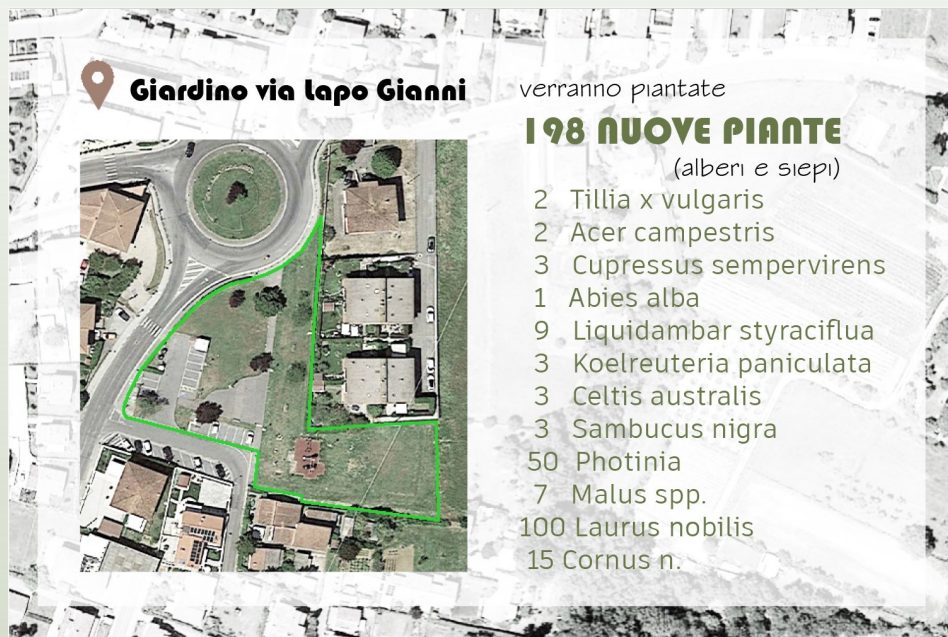 Giardino via Lapo Gianni
verranno piantate
198 NUOVE PIANTE
(alberi e siepi)
2 Tillia x vulgaris
2 Acer campestris
3 Cupressus sempervirens
1 Abies alba
9 Liquidambar styraciflua
3 Koelreuteria paniculata
3 Celtis australis
3 Sambucus nigra
50 Photinia
7 Malus spp.
100 Laurus nobilis
15 Cornus n.